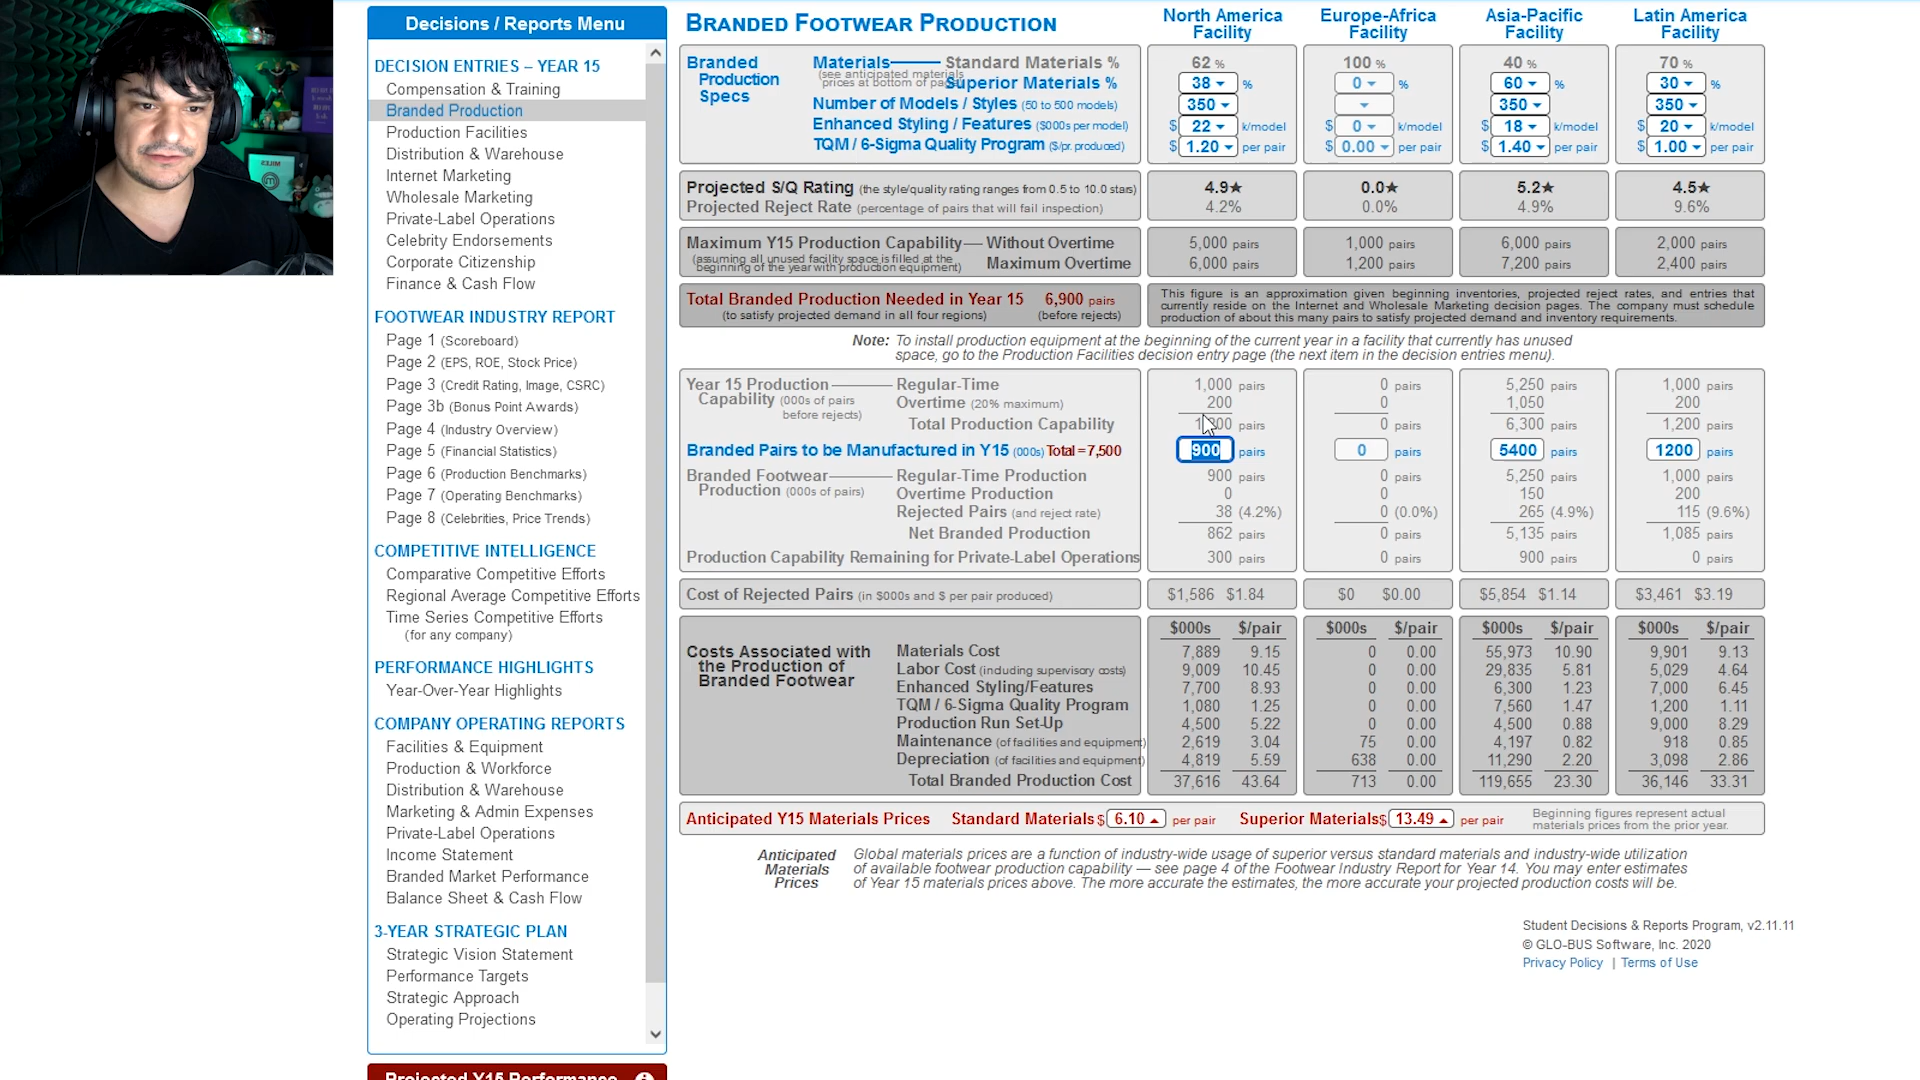 Decisions / Reports Menu
DECISION ENTRIES – YEAR 15
Compensation & Training
Branded Production
Production Facilities
Distribution & Warehouse
Internet Marketing
Wholesale Marketing
Private-Label Operations
Celebrity Endorsements
Corporate Citizenship
Finance & Cash Flow
FOOTWEAR INDUSTRY REPORT
Page 1 (Scoreboard)
Page 2 (EPS, ROE, Stock Price)
Page 3 (Credit Rating, Image, CSRC)
Page 3b (Bonus Point Awards)
Page 4 (Industry Overview)
Page 5 (Financial Statistics)
Page 6 (Production Benchmarks)
Page 7 (Operating Benchmarks)
Page 8 (Celebrities, Price Trends)
COMPETITIVE INTELLIGENCE
Comparative Competitive Efforts
Regional Average Competitive Efforts
Time Series Competitive Efforts
(for any company)
PERFORMANCE HIGHLIGHTS
Year-Over-Year Highlights
COMPANY OPERATING REPORTS
Facilities & Equipment
Production & Workforce
Distribution & Warehouse
Marketing & Admin Expenses
Private-Label Operations
Income Statement
Branded Market Performance
Balance Sheet & Cash Flow
3-YEAR STRATEGIC PLAN
Strategic Vision Statement
Performance Targets
Strategic Approach
Operating Projections
Projected Y15 Performance
BRANDED FOOTWEAR PRODUCTION
North America Facility
Europe-Africa Facility
Asia-Pacific Facility
Latin America Facility
Branded Production Specs
Materials Standard Materials % 62 % 100 % 40 % 70 %
(see anticipated materials prices at bottom of page) Superior Materials % 38 % 0 % 60 % 30 %
Number of Models / Styles (50 to 500 models) 350 350 350
Enhanced Styling / Features ($000s per model) $ 22 k/model $ 0 k/model $ 18 k/model $ 20 k/model
TQM / 6-Sigma Quality Program ($/pr. produced) $ 1.20 per pair $ 0.00 per pair $ 1.40 per pair $ 1.00 per pair
Projected S/Q Rating (the style/quality rating ranges from 0.5 to 10.0 stars) 4.9★ 0.0★ 5.2★ 4.5★
Projected Reject Rate (percentage of pairs that will fail inspection) 4.2% 0.0% 4.9% 9.6%
Maximum Y15 Production Capability — Without Overtime 5,000 pairs 1,000 pairs 6,000 pairs 2,000 pairs
(assuming all unused facility space is filled at the beginning of the year with production equipment) Maximum Overtime 6,000 pairs 1,200 pairs 7,200 pairs 2,400 pairs
Total Branded Production Needed in Year 15 6,900 pairs
(to satisfy projected demand in all four regions) (before rejects)
This figure is an approximation given beginning inventories, projected reject rates, and entries that
currently reside on the Internet and Wholesale Marketing decision pages. The company must schedule
production of about this many pairs to satisfy projected demand and inventory requirements.
Note: To install production equipment at the beginning of the current year in a facility that currently has unused
space, go to the Production Facilities decision entry page (the next item in the decision entries menu).
Year 15 Production Capability (000s of pairs before rejects)
Regular-Time 1,000 pairs 0 pairs 5,250 pairs 1,000 pairs
Overtime (20% maximum) 200 0 1,050 200
Total Production Capability pairs 0 pairs 6,300 pairs 1,200 pairs
Branded Pairs to be Manufactured in Y15 (000s) Total = 7,500 900 pairs 0 pairs 5400 pairs 1200 pairs
Branded Footwear Production (000s of pairs)
Regular-Time Production 900 pairs 0 pairs 5,250 pairs 1,000 pairs
Overtime Production 0 0 150 200
Rejected Pairs (and reject rate) 38 (4.2%) 0 (0.0%) 265 (4.9%) 115 (9.6%)
Net Branded Production 862 pairs 0 pairs 5,135 pairs 1,085 pairs
Production Capability Remaining for Private-Label Operations 300 pairs 0 pairs 900 pairs 0 pairs
Cost of Rejected Pairs (in $000s and $ per pair produced) $1,586 $1.84 $0 $0.00 $5,854 $1.14 $3,461 $3.19
$000s $/pair $000s $/pair $000s $/pair $000s $/pair
Costs Associated with the Production of Branded Footwear
Materials Cost 7,889 9.15 0 0.00 55,973 10.90 9,901 9.13
Labor Cost (including supervisory costs) 9,009 10.45 0 0.00 29,835 5.81 5,029 4.64
Enhanced Styling/Features 7,700 8.93 0 0.00 6,300 1.23 7,000 6.45
TQM / 6-Sigma Quality Program 1,080 1.25 0 0.00 7,560 1.47 1,200 1.11
Production Run Set-Up 4,500 5.22 0 0.00 4,500 0.88 9,000 8.29
Maintenance (of facilities and equipment) 2,619 3.04 75 0.00 4,197 0.82 918 0.85
Depreciation (of facilities and equipment) 4,819 5.59 638 0.00 11,290 2.20 3,098 2.86
Total Branded Production Cost 37,616 43.64 713 0.00 119,655 23.30 36,146 33.31
Anticipated Y15 Materials Prices Standard Materials $ 6.10 per pair Superior Materials$ 13.49 per pair
Beginning figures represent actual
materials prices from the prior year.
Anticipated Materials Prices
Global materials prices are a function of industry-wide usage of superior versus standard materials and industry-wide utilization
of available footwear production capability — see page 4 of the Footwear Industry Report for Year 14. You may enter estimates
of Year 15 materials prices above. The more accurate the estimates, the more accurate your projected production costs will be.
Student Decisions & Reports Program, v2.11.11
© GLO-BUS Software, Inc. 2020
Privacy Policy | Terms of Use